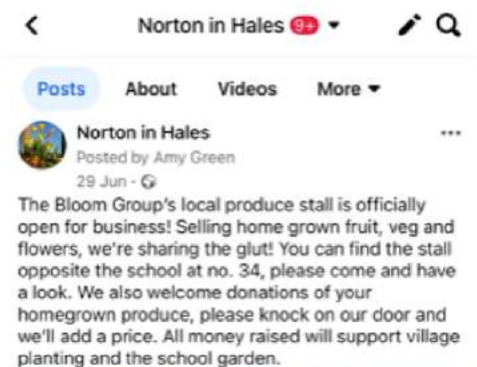 Norton in Hales 9+
Posts About Videos More
Norton in Hales
Posted by Amy Green
29 Jun
The Bloom Group's local produce stall is officially
open for business! Selling home grown fruit, veg and
flowers, we're sharing the glut! You can find the stall
opposite the school at no. 34, please come and have
a look. We also welcome donations of your
homegrown produce, please knock on our door and
we'll add a price. All money raised will support village
planting and the school garden.